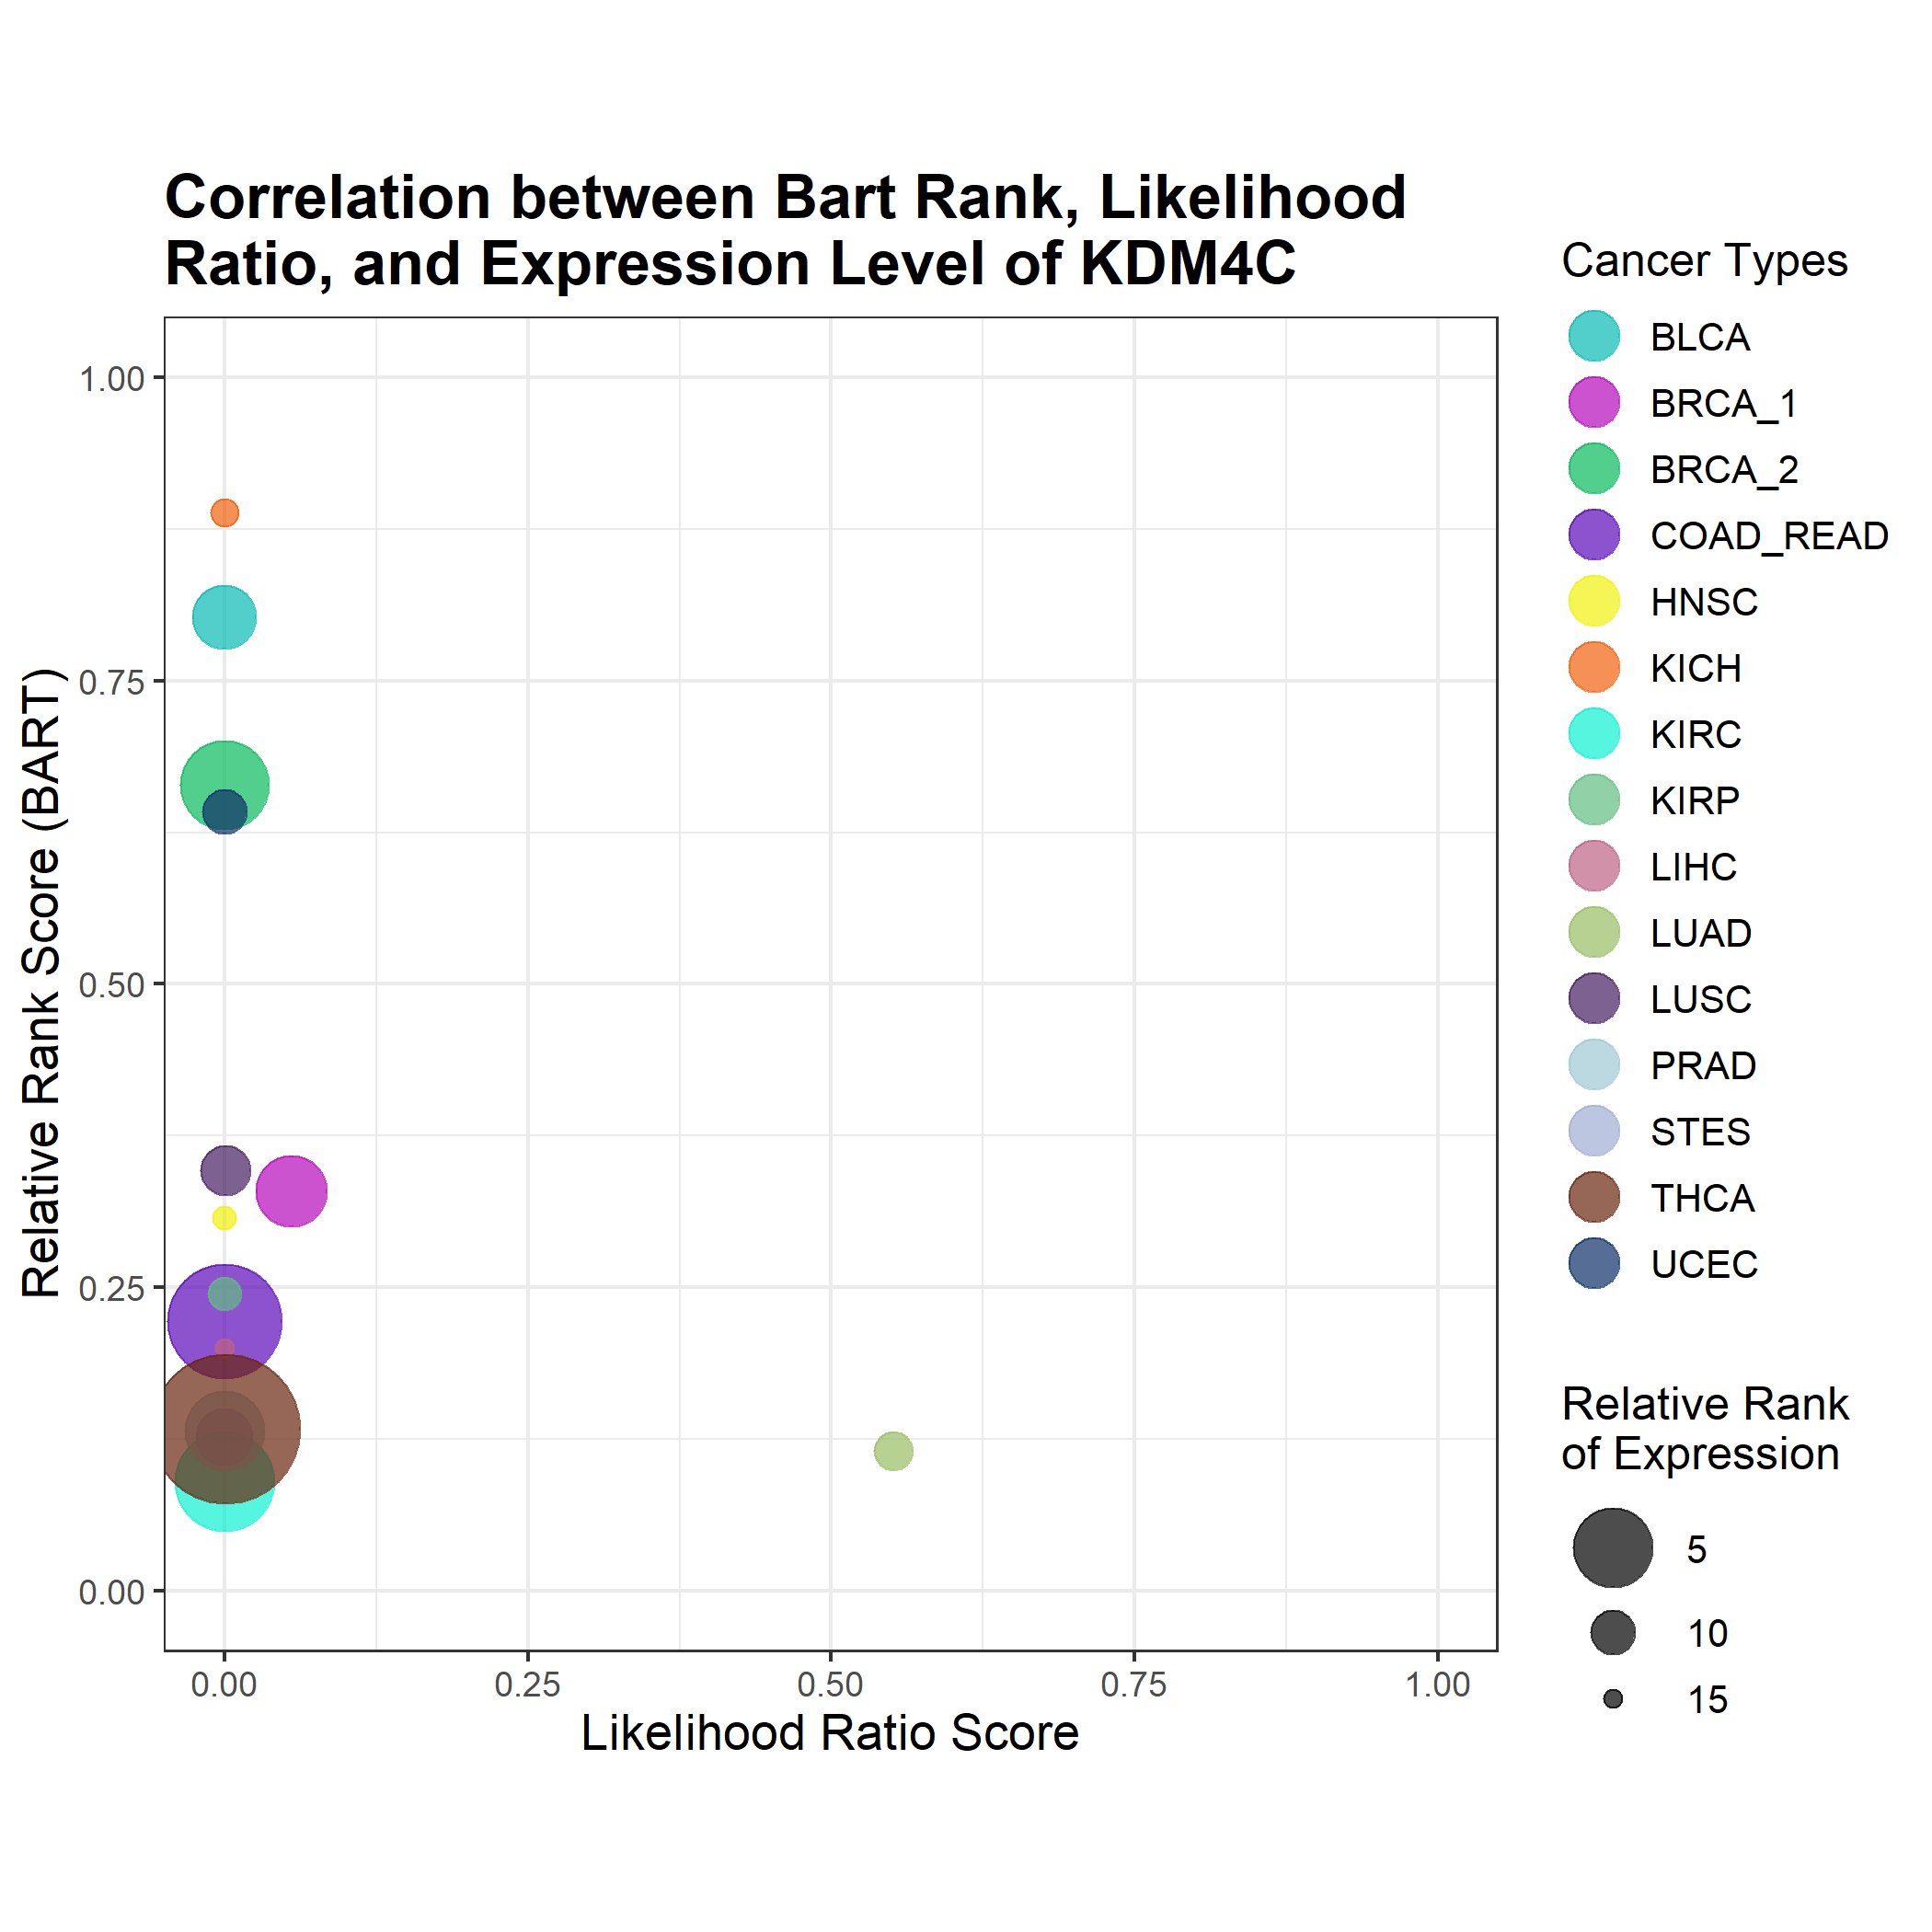 Correlation between Bart Rank, Likelihood
Ratio, and Expression Level of KDM4C
Relative Rank Score (BART)
1.00
0.75
0.50
0.25
0.00
0.00
0.25
0.50
0.75
1.00
Likelihood Ratio Score
Cancer Types
BLCA
BRCA_1
BRCA_2
COAD_READ
HNSC
KICH
KIRC
KIRP
LIHC
LUAD
LUSC
PRAD
STES
THCA
UCEC
Relative Rank
of Expression
5
10
15